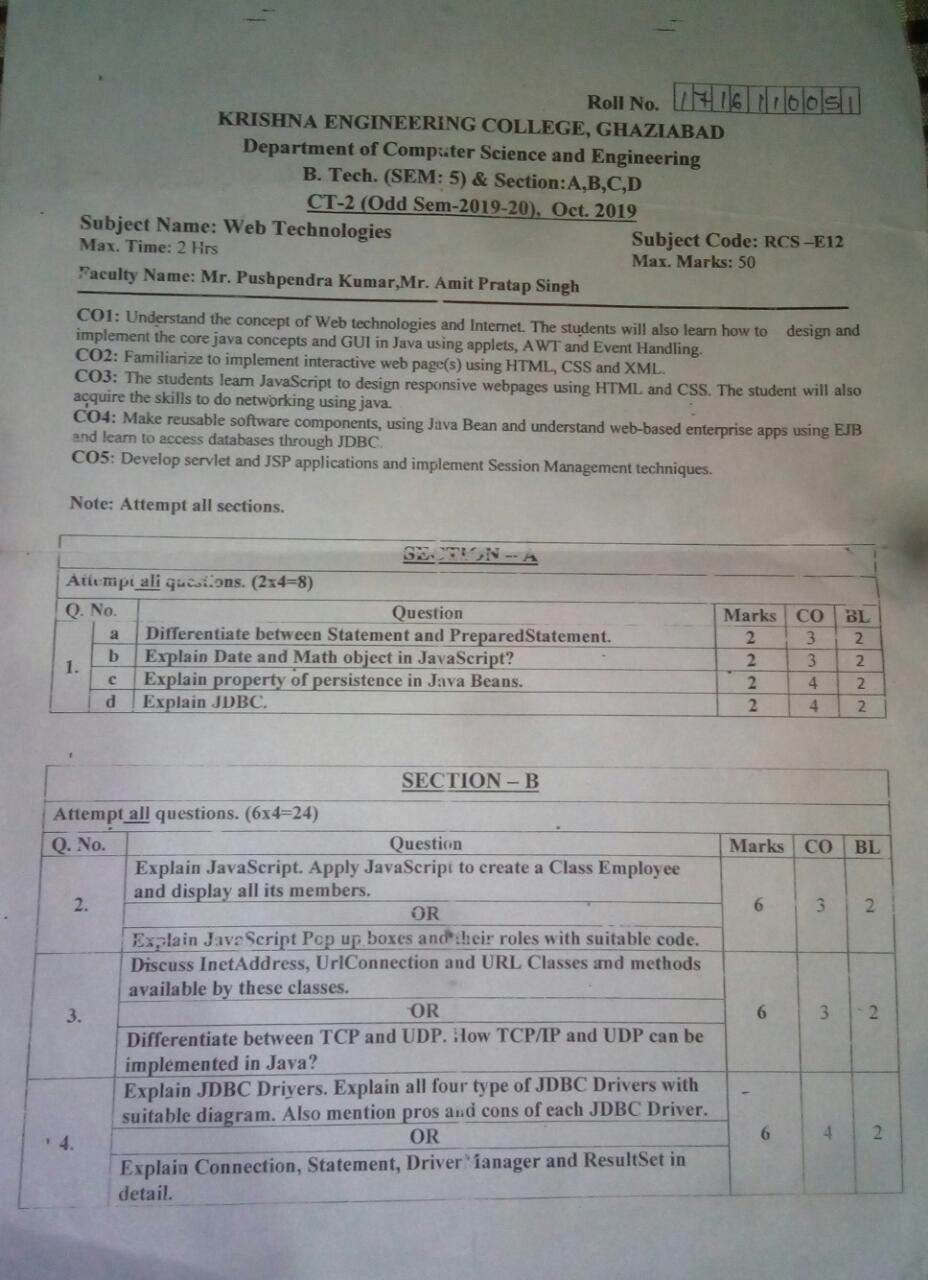 Roll No. 1716110051
KRISHNA ENGINEERING COLLEGE, GHAZIABAD
Department of Computer Science and Engineering
B. Tech. (SEM: 5) & Section:A,B,C,D
CT-2 (Odd Sem-2019-20), Oct. 2019
Subject Name: Web Technologies
Subject Code: RCS –E12
Max. Time: 2 Hrs
Max. Marks: 50
Faculty Name: Mr. Pushpendra Kumar,Mr. Amit Pratap Singh
CO1: Understand the concept of Web technologies and Internet. The students will also learn how to design and
implement the core java concepts and GUI in Java using applets, AWT and Event Handling.
CO2: Familiarize to implement interactive web page(s) using HTML, CSS and XML.
CO3: The students learn JavaScript to design responsive webpages using HTML and CSS. The student will also
acquire the skills to do networking using java.
CO4: Make reusable software components, using Java Bean and understand web-based enterprise apps using EJB
and learn to access databases through JDBC.
CO5: Develop servlet and JSP applications and implement Session Management techniques.
Note: Attempt all sections.
SECTION – A
Attempt all questions. (2x4=8)
Q. No. Question Marks CO BL
1.
a Differentiate between Statement and PreparedStatement. 2 3 2
b Explain Date and Math object in JavaScript? 2 3 2
c Explain property of persistence in Java Beans. 2 4 2
d Explain JDBC. 2 4 2
SECTION – B
Attempt all questions. (6x4=24)
Q. No. Question Marks CO BL
2. Explain JavaScript. Apply JavaScript to create a Class Employee
and display all its members.
OR
6 3 2
Explain JavaScript Pop up boxes and their roles with suitable code.
3. Discuss InetAddress, UrlConnection and URL Classes and methods
available by these classes.
OR
6 3 2
Differentiate between TCP and UDP. How TCP/IP and UDP can be
implemented in Java?
4. Explain JDBC Drivers. Explain all four type of JDBC Drivers with
suitable diagram. Also mention pros and cons of each JDBC Driver.
OR
6 4 2
Explain Connection, Statement, DriverManager and ResultSet in
detail.